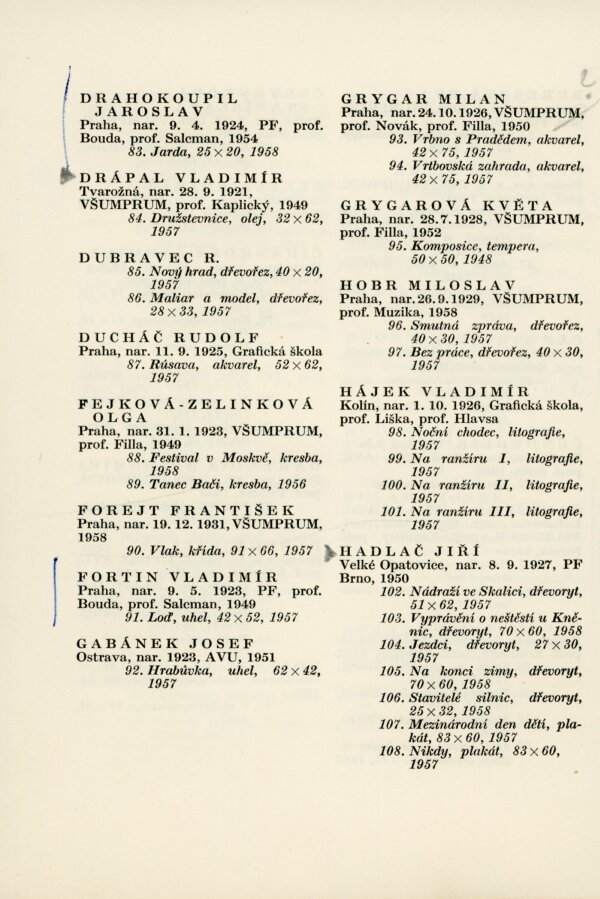 DRAHOKOUPIL
JAROSLAV
Praha, nar. 9. 4. 1924, PF, prof.
Bouda, prof. Salcman, 1954
83. Jarda, 25×20, 1958
DRÁPAL VLADIMÍR
Tvarožná, nar. 28. 9. 1921,
VŠUMPRUM, prof. Kaplický, 1949
84. Družstevnice, olej, 32×62,
1957
DUBRAVEC R.
85. Nový hrad, dřevořez, 40×20,
1957
86. Maliar a model, dřevořez,
28×33, 1957
DUCHÁČ RUDOLF
Praha, nar. 11. 9. 1925, Grafická škola
87. Rúsava, akvarel, 52×62,
1957
FEJKOVÁ-ZELINKOVÁ
OLGA
Praha, nar. 31. 1. 1923, VŠUMPRUM,
prof. Filla, 1949
88. Festival v Moskvě, kresba,
1958
89. Tanec Bači, kresba, 1956
FOREJT FRANTIŠEK
Praha, nar. 19. 12. 1931, VŠUMPRUM,
1958
90. Vlak, křída, 91×66, 1957
FORTIN VLADIMÍR
Praha, nar. 9. 5. 1923, PF, prof.
Bouda, prof. Salcman, 1949
91. Loď, uhel, 42×52, 1957
GABÁNEK JOSEF
Ostrava, nar. 1923, AVU, 1951
92. Hrabůvka, uhel, 62×42,
1957
?
GRYGAR MILAN
Praha, nar. 24. 10. 1926, VŠUMPRUM,
prof. Novák, prof. Filla, 1950
93. Vrbno s Pradědem, akvarel,
42×75, 1957
94. Vrtbovská zahrada, akvarel,
42×75, 1957
GRYGAROVÁ KVĚTA
Praha, nar. 28.7.1928, VŠUMPRUM,
prof. Filla, 1952
95. Komposice, tempera,
50×50, 1948
HOBR MILOSLAV
Praha, nar. 26.9.1929, VŠUMPRUM,
prof. Muzika, 1958
96. Smutná zpráva, dřevořez,
40×30, 1957
97. Bez práce, dřevořez, 40×30,
1957
HÁJEK VLADIMÍR
Kolín, nar. 1. 10. 1926, Grafická škola,
prof. Liška, prof. Hlavsa
98. Noční chodec, litografie,
1957
99. Na ranžíru I, litografie,
1957
100. Na ranžíru II, litografie,
1957
101. Na ranžíru III, litografie,
1957
HADLAČ JIŘÍ
Velké Opatovice, nar. 8. 9. 1927, PF
Brno, 1950
102. Nádraží ve Skalici, dřevoryt,
51×62, 1957
103. Vyprávění o neštěstí u Kně-
nic, dřevoryt, 70×60, 1958
104. Jezdci, dřevoryt, 27×30,
1957
105. Na konci zimy, dřevoryt,
70×60, 1958
106. Stavitelé silnic, dřevoryt,
25×32, 1958
107. Mezinárodní den dětí, pla-
kát, 83×60, 1957
108. Nikdy, plakát, 83×60,
1957